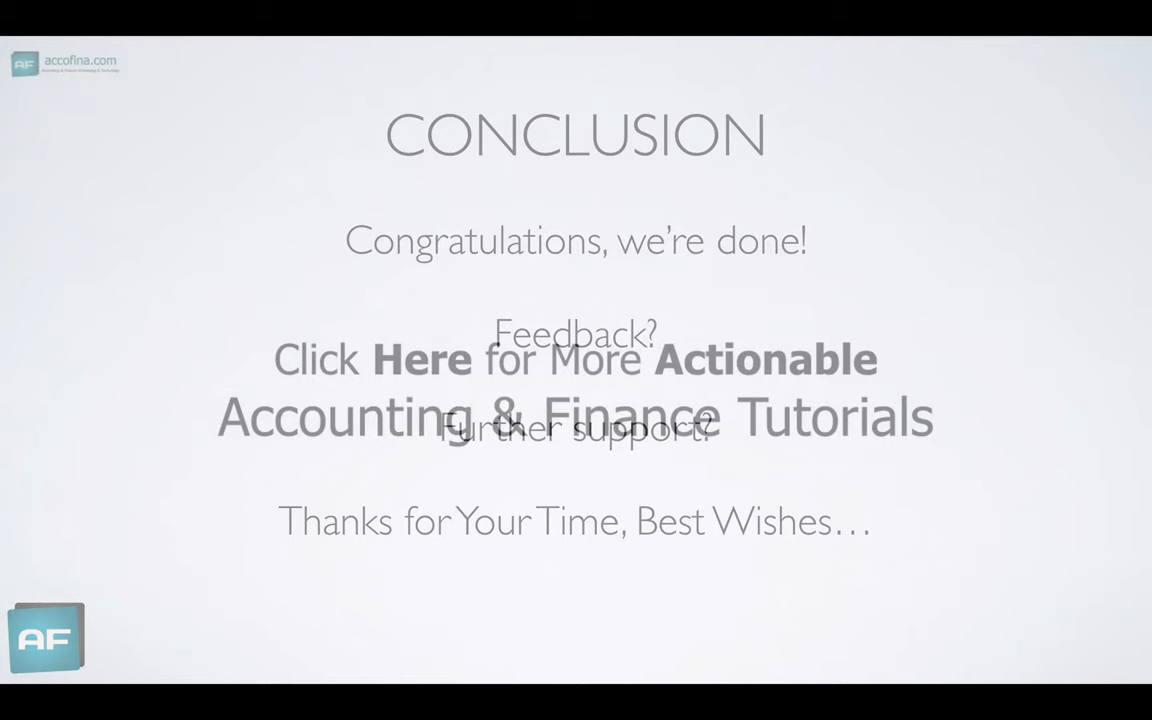 accofina.com
CONCLUSION
Congratulations, we're done!
Feedback?
Click Here for More Actionable
Accounting & Finance Tutorials
Further support?
Thanks for Your Time, Best Wishes…
AF